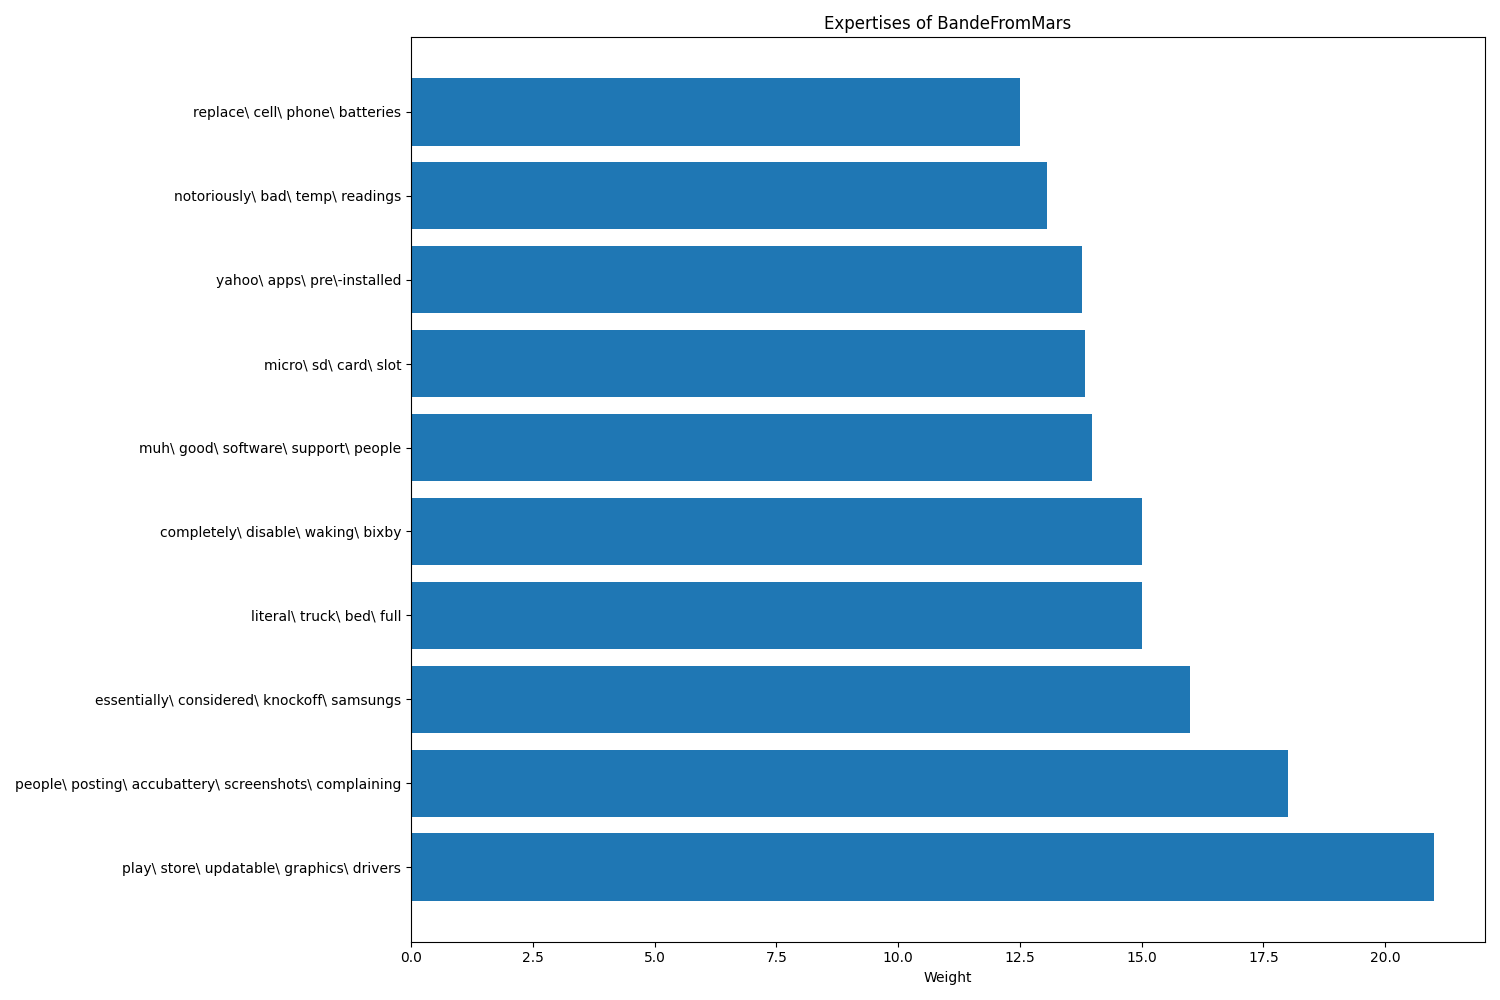 Expertises of BandeFromMars
replace\ cell\ phone\ batteries
notoriously\ bad\ temp\ readings
yahoo\ apps\ pre\-installed
micro\ sd\ card\ slot
muh\ good\ software\ support\ people
completely\ disable\ waking\ bixby
literal\ truck\ bed\ full
essentially\ considered\ knockoff\ samsungs
people\ posting\ accubattery\ screenshots\ complaining
play\ store\ updatable\ graphics\ drivers
0.0 2.5 5.0 7.5 10.0 12.5 15.0 17.5 20.0
Weight